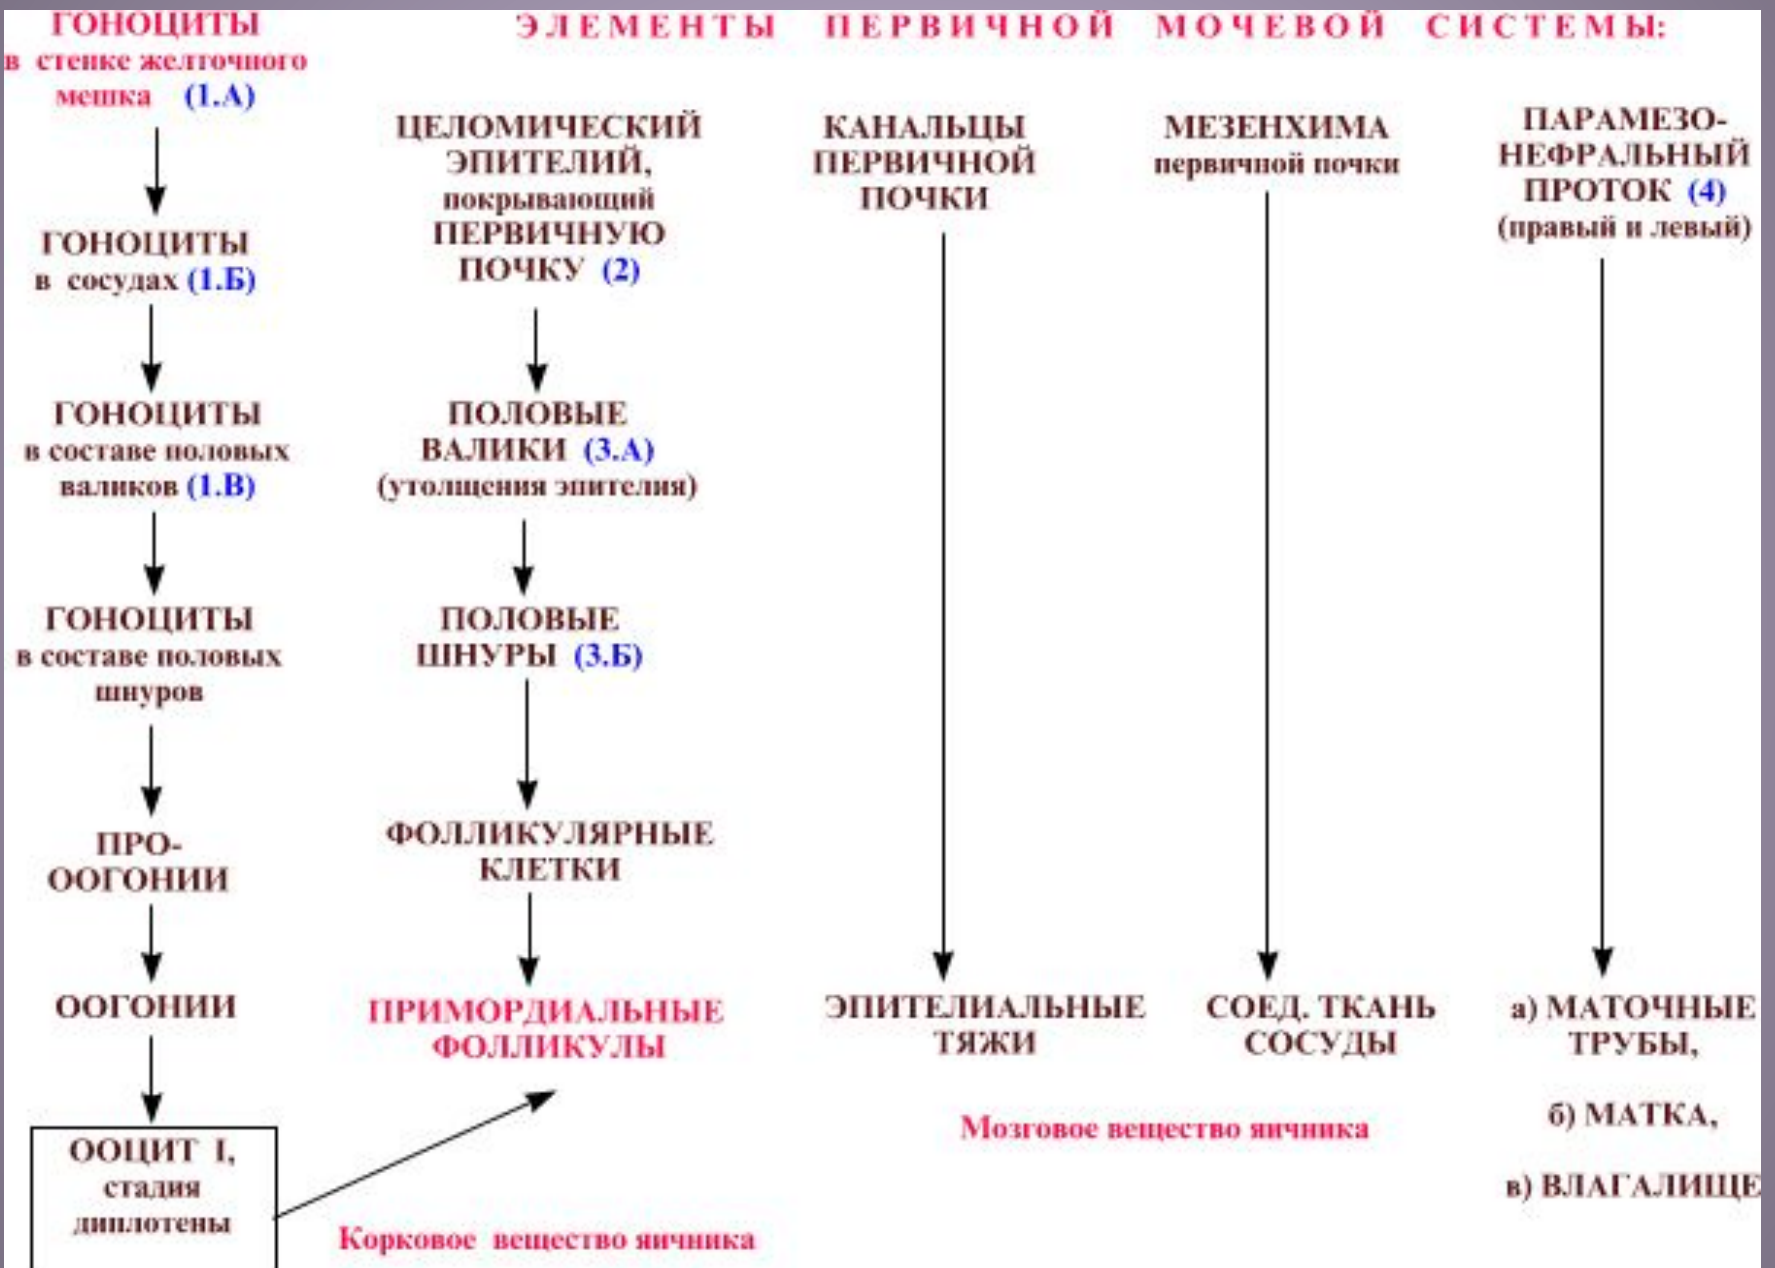 ГОНОЦИТЫ
в стенке желточного
мешка (1.А)
ГОНОЦИТЫ
в сосудах (1.Б)
ГОНОЦИТЫ
в составе половых
валиков (1.В)
ГОНОЦИТЫ
в составе половых
шнуров
ПРО-
ООГОНИИ
ООГОНИИ
ООЦИТ I,
стадия
диплотены
ЭЛЕМЕНТЫ ПЕРВИЧНОЙ МОЧЕВОЙ СИСТЕМЫ:
ЦЕЛОМИЧЕСКИЙ
ЭПИТЕЛИЙ,
покрывающий
ПЕРВИЧНУЮ
ПОЧКУ (2)
ПОЛОВЫЕ
ВАЛИКИ (3.А)
(утолщения эпителия)
ПОЛОВЫЕ
ШНУРЫ (3.Б)
ФОЛЛИКУЛЯРНЫЕ
КЛЕТКИ
ПРИМОРДИАЛЬНЫЕ
ФОЛЛИКУЛЫ
Корковое вещество яичника
КАНАЛЬЦЫ
ПЕРВИЧНОЙ
ПОЧКИ
ЭПИТЕЛИАЛЬНЫЕ
ТЯЖИ
МЕЗЕНХИМА
первичной почки
СОЕД. ТКАНЬ
СОСУДЫ
Мозговое вещество яичника
ПАРАМЕЗО-
НЕФРАЛЬНЫЙ
ПРОТОК (4)
(правый и левый)
а) МАТОЧНЫЕ
ТРУБЫ,
б) МАТКА,
в) ВЛАГАЛИЩЕ